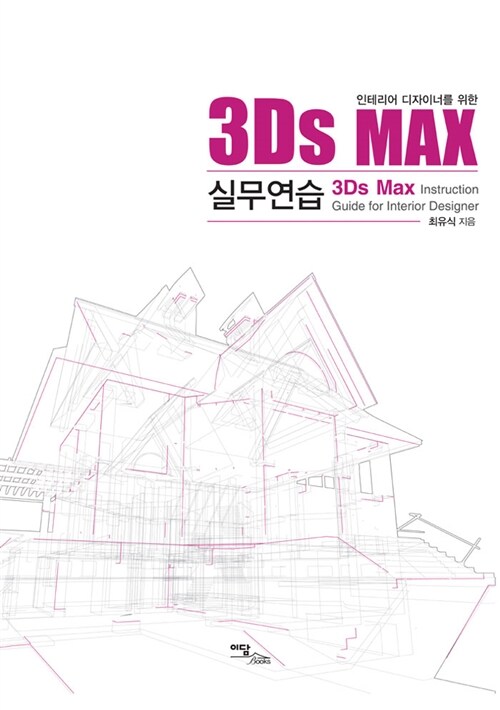 인테리어 디자이너를 위한
3Ds MAX
실무연습
3Ds Max Instruction
Guide for Interior Designer
최유식 지음
이담
Books